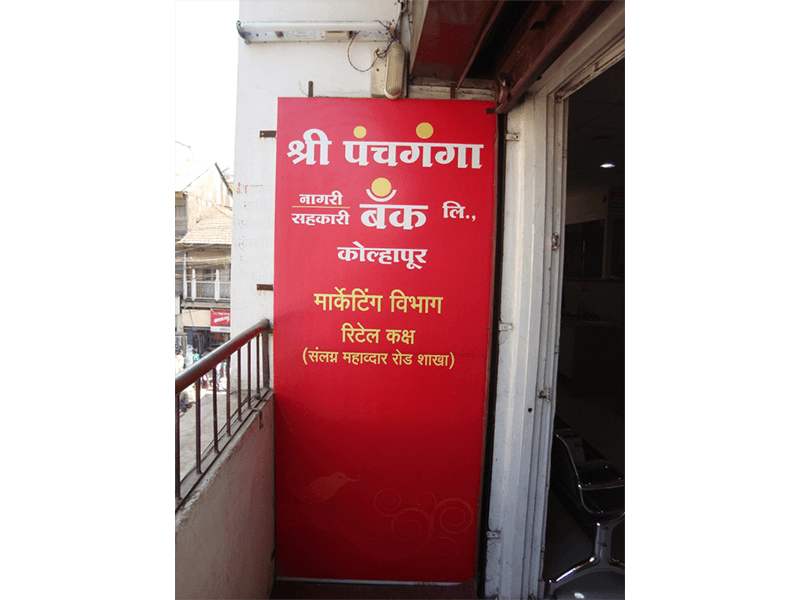 श्री पंचगंगा
नागरी
सहकारी बँक लि.,
कोल्हापूर
मार्केटिंग विभाग
रिटेल कक्ष
(संलग्न महाव्दार रोड शाखा)